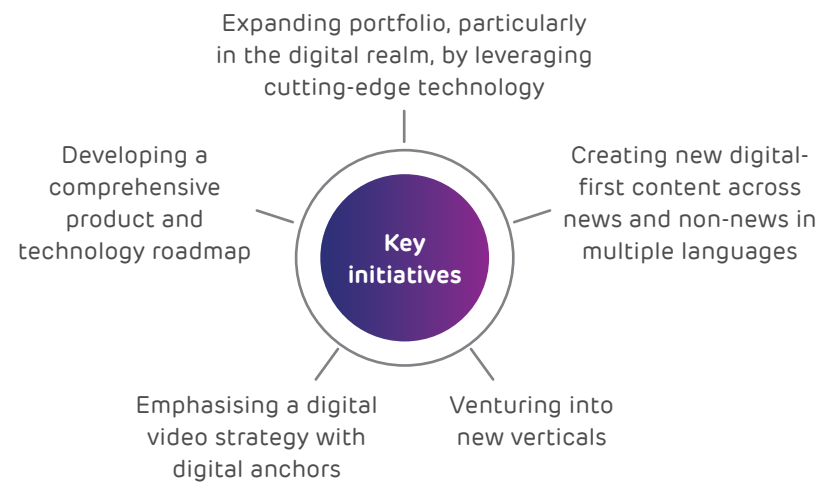 Expanding portfolio, particularly
in the digital realm, by leveraging
cutting-edge technology
Developing a
comprehensive
product and
technology roadmap
Creating new digital-
first content across
news and non-news in
multiple languages
Key
initiatives
Emphasising a digital
video strategy with
digital anchors
Venturing into
new verticals